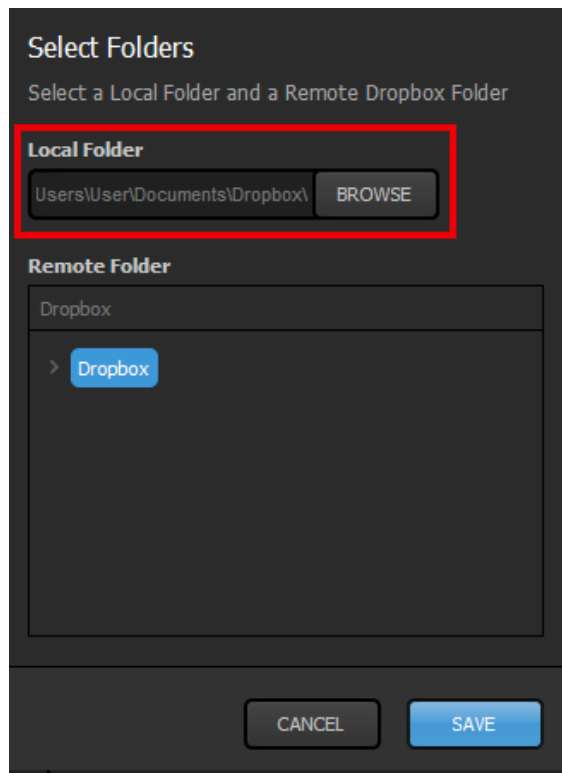 Select Folders
Select a Local Folder and a Remote Dropbox Folder
Local Folder
Users\User\Documents\Dropbox\ BROWSE
Remote Folder
Dropbox
Dropbox
CANCEL SAVE